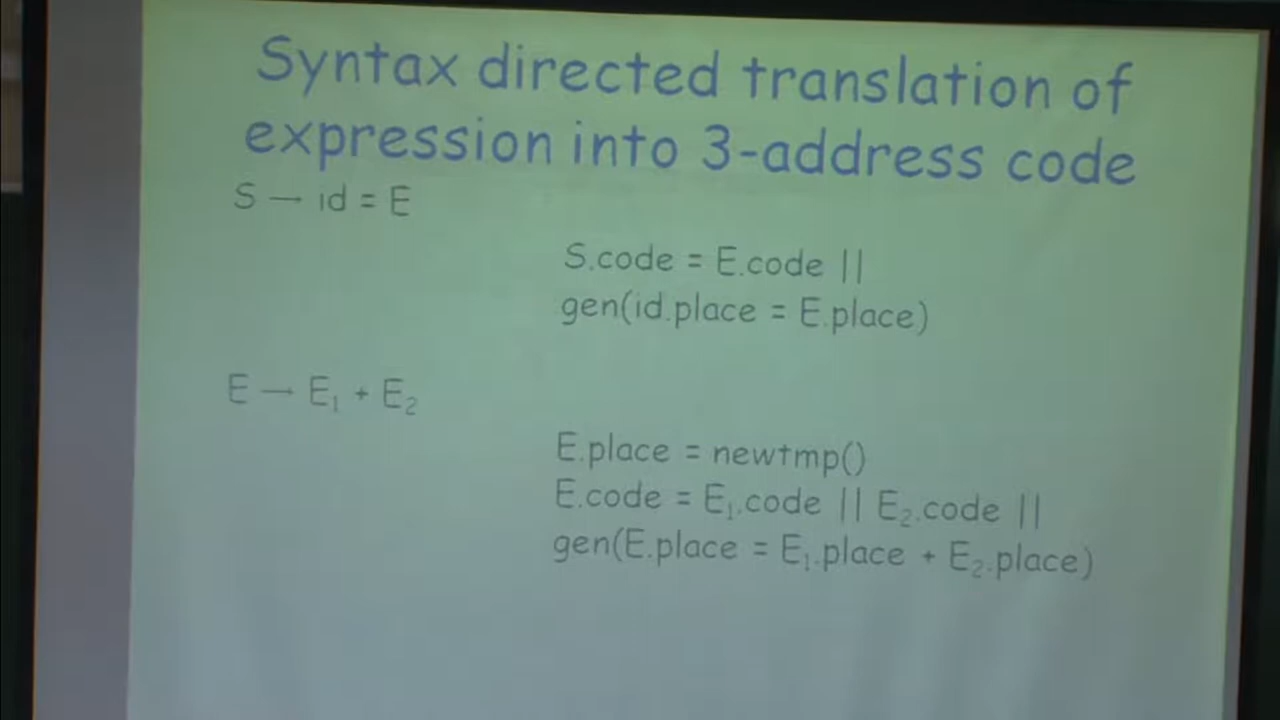 Syntax directed translation of
expression into 3-address code
S → id = E
S.code = E.code ||
gen(id.place = E.place)
E → E₁ + E₂
E.place = newtmp()
E.code = E₁.code || E₂.code ||
gen(E.place = E₁.place + E₂.place)